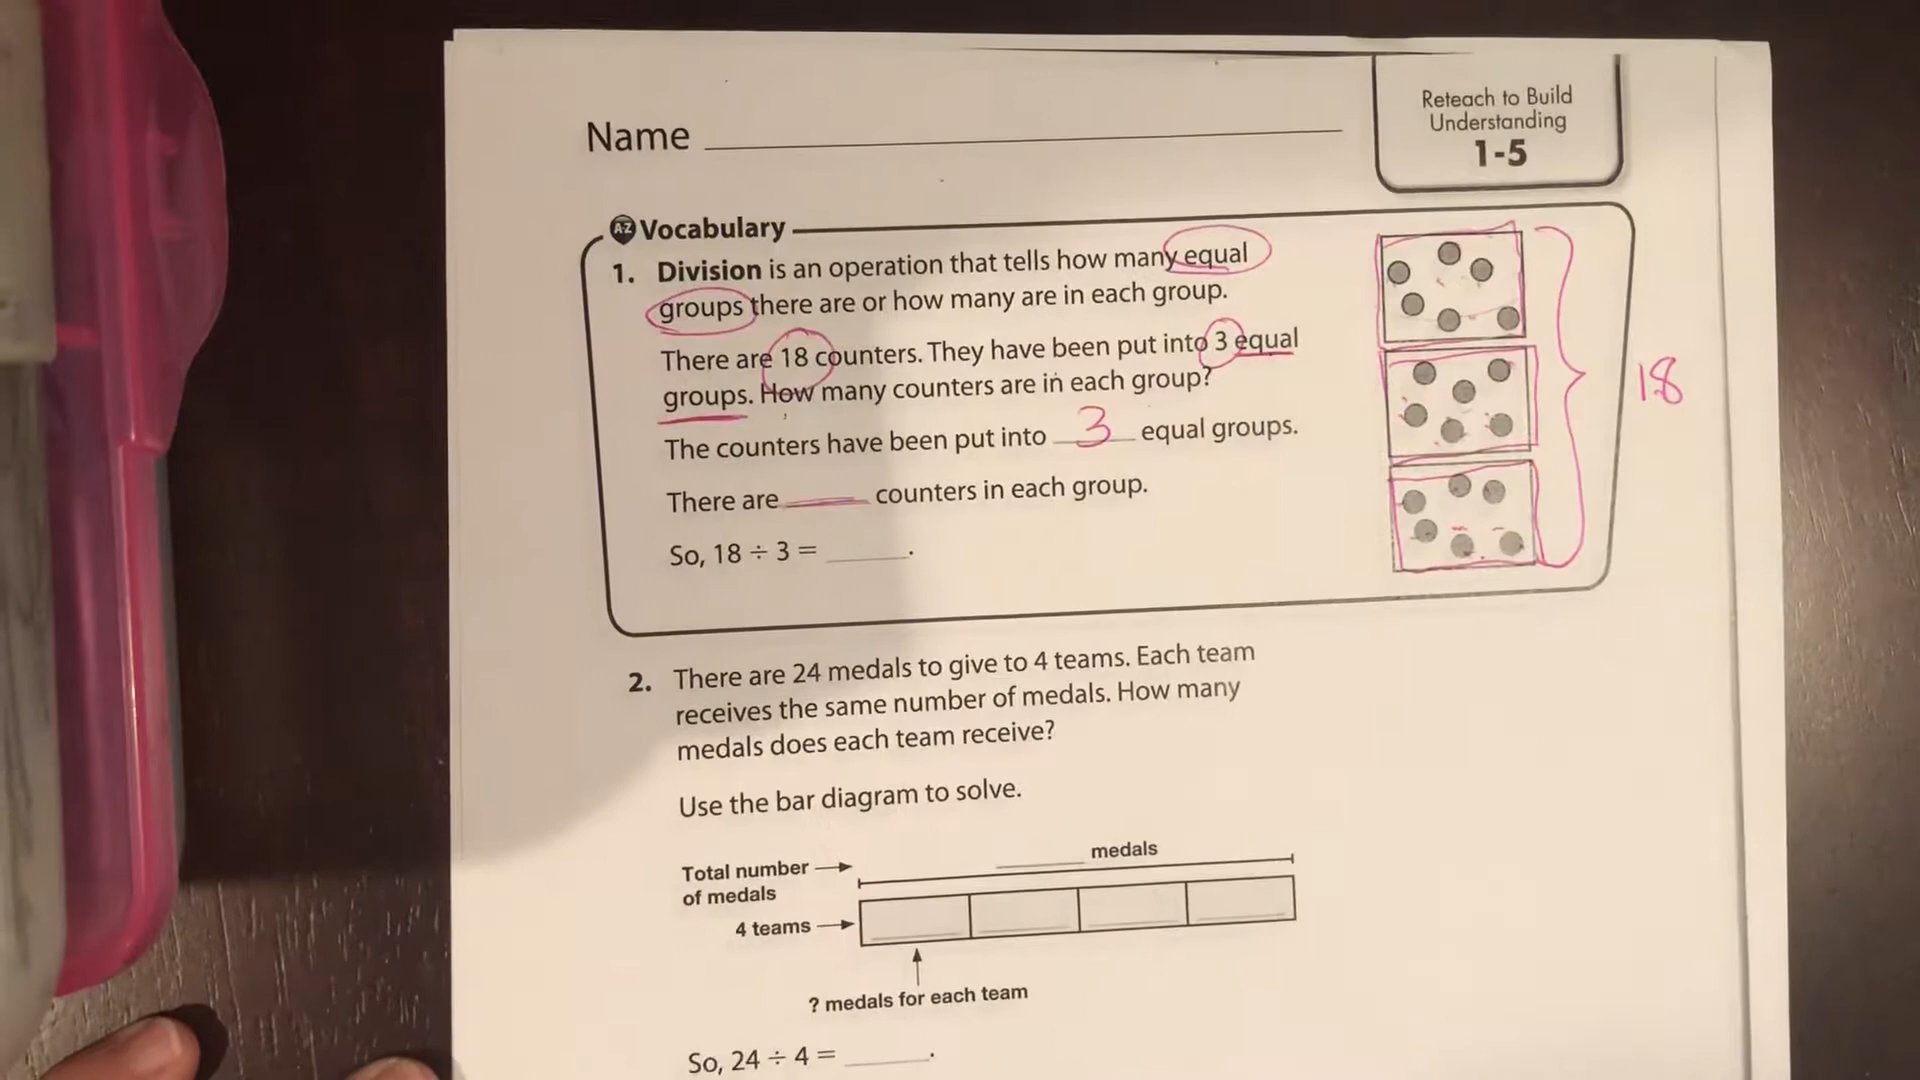 Name
Reteach to Build
Understanding
1-5
A-Z Vocabulary
1. Division is an operation that tells how many equal
groups there are or how many are in each group.
There are 18 counters. They have been put into 3 equal
groups. How many counters are in each group?
The counters have been put into 3 equal groups.
There are ____ counters in each group.
So, 18 ÷ 3 = ____.
18
2. There are 24 medals to give to 4 teams. Each team
receives the same number of medals. How many
medals does each team receive?
Use the bar diagram to solve.
Total number
of medals
____ medals
4 teams
? medals for each team
So, 24 ÷ 4 = ____.